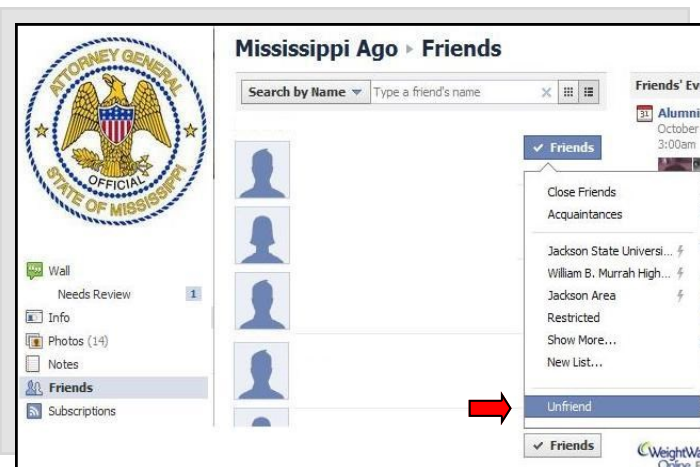 ATTORNEY GENERAL
OFFICIAL
STATE OF MISSISSIPPI
Mississippi Ago ▸ Friends
Search by Name
Type a friend's name
Friends' Ev
31
Alumni
October
3:00am
✓ Friends
Close Friends
Acquaintances
Jackson State Universi...
William B. Murrah High...
Jackson Area
Restricted
Show More...
New List...
Unfriend
✓ Friends
Wall
Needs Review 1
Info
Photos (14)
Notes
Friends
Subscriptions
WeightWa